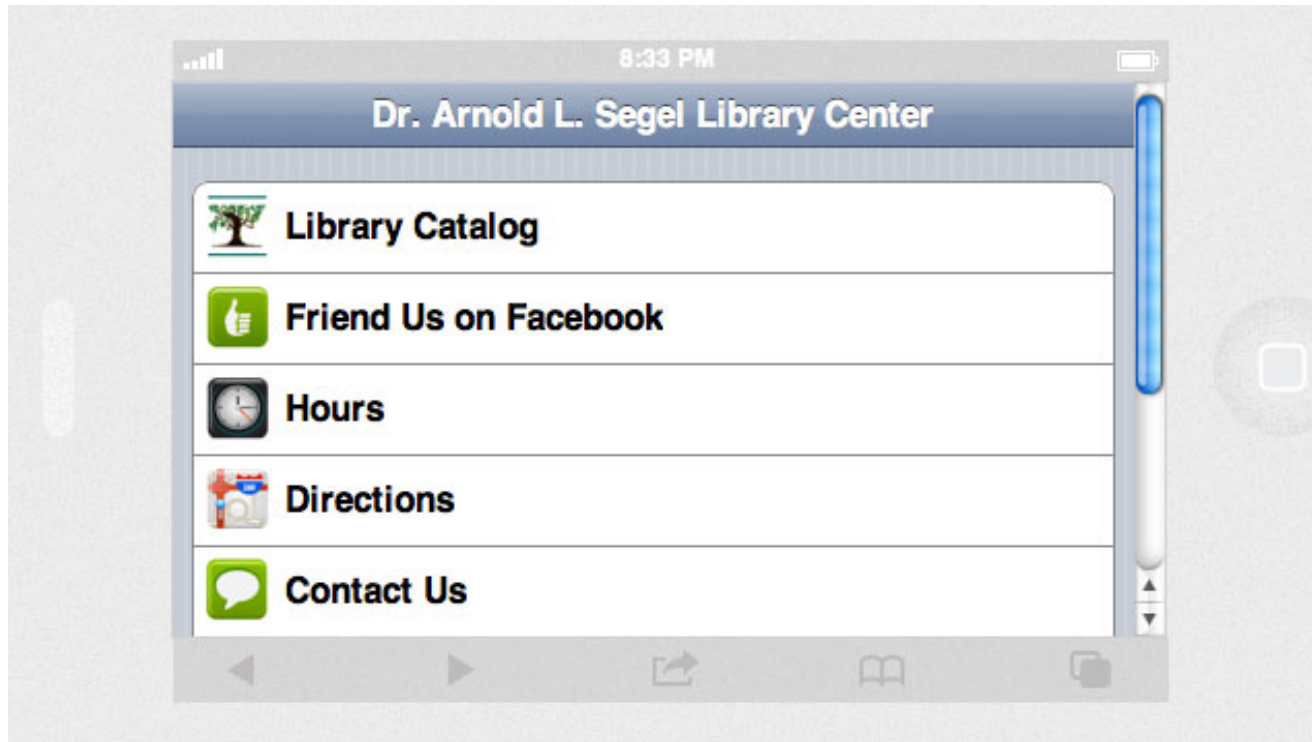 8:33 PM
Dr. Arnold L. Segel Library Center
Library Catalog
Friend Us on Facebook
Hours
Directions
Contact Us